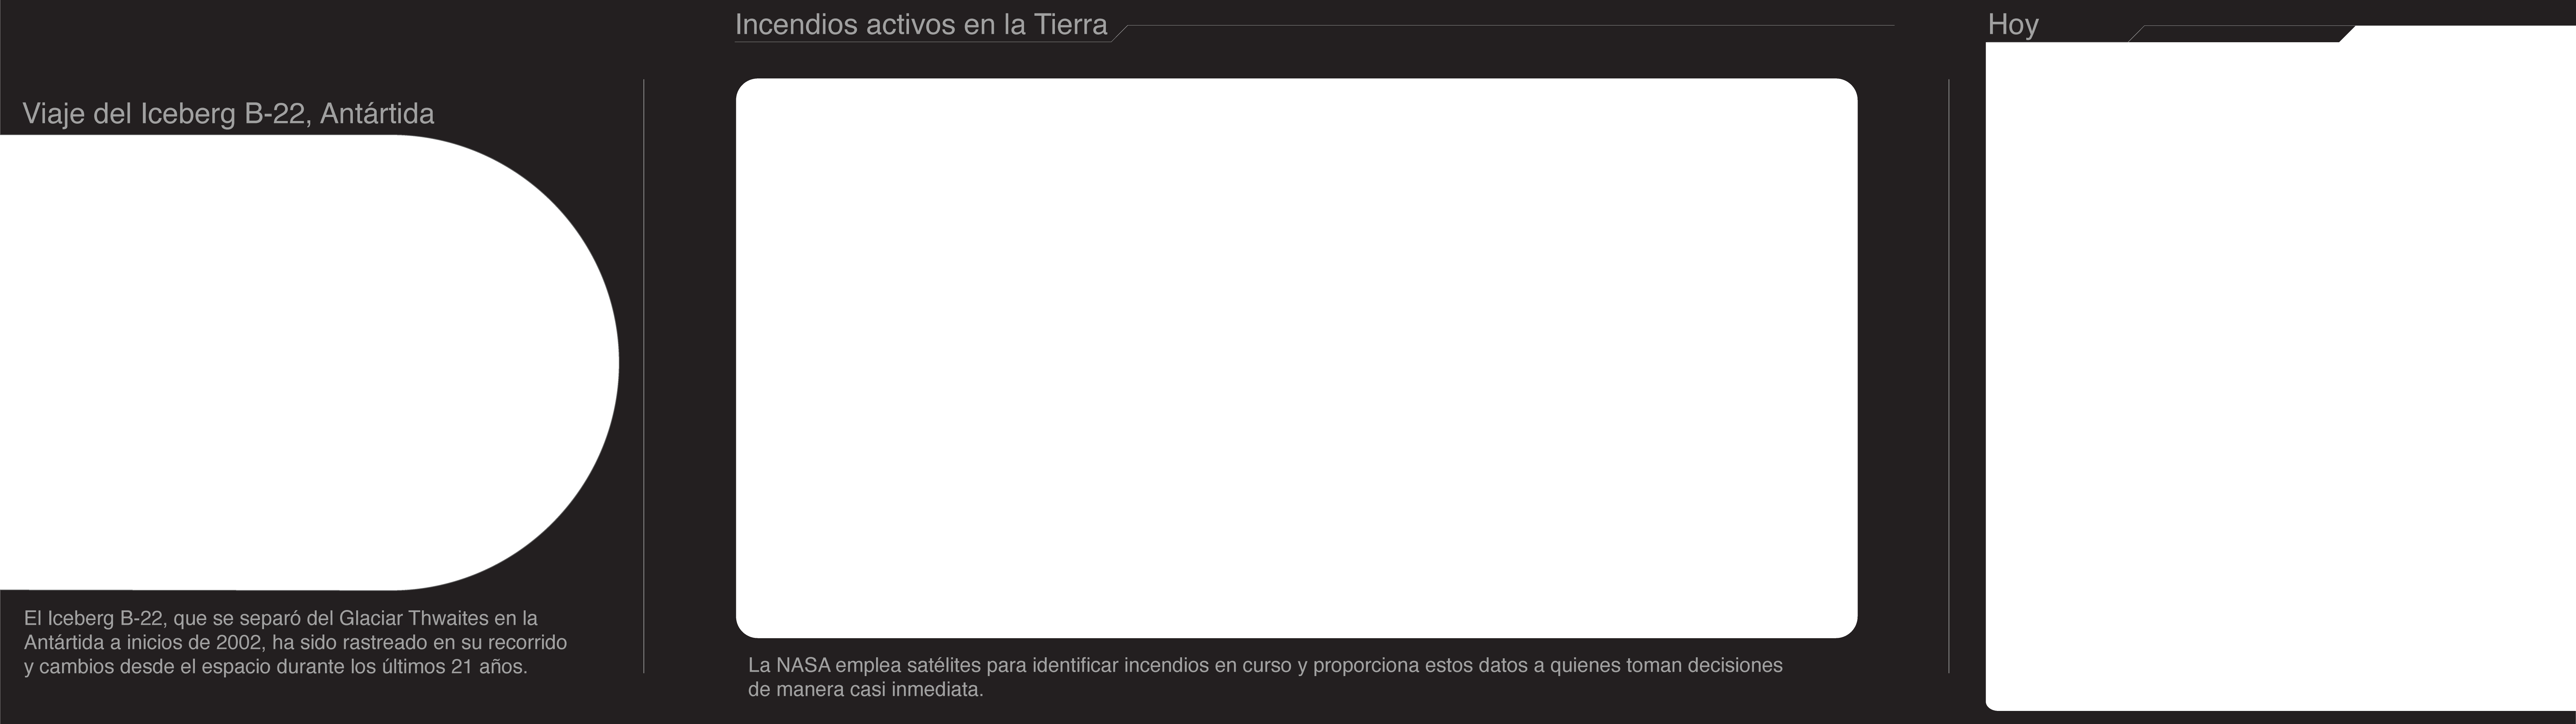 Viaje del Iceberg B-22, Antártida
El Iceberg B-22, que se separó del Glaciar Thwaites en la
Antártida a inicios de 2002, ha sido rastreado en su recorrido
y cambios desde el espacio durante los últimos 21 años.
Incendios activos en la Tierra
La NASA emplea satélites para identificar incendios en curso y proporciona estos datos a quienes toman decisiones
de manera casi inmediata.
Hoy